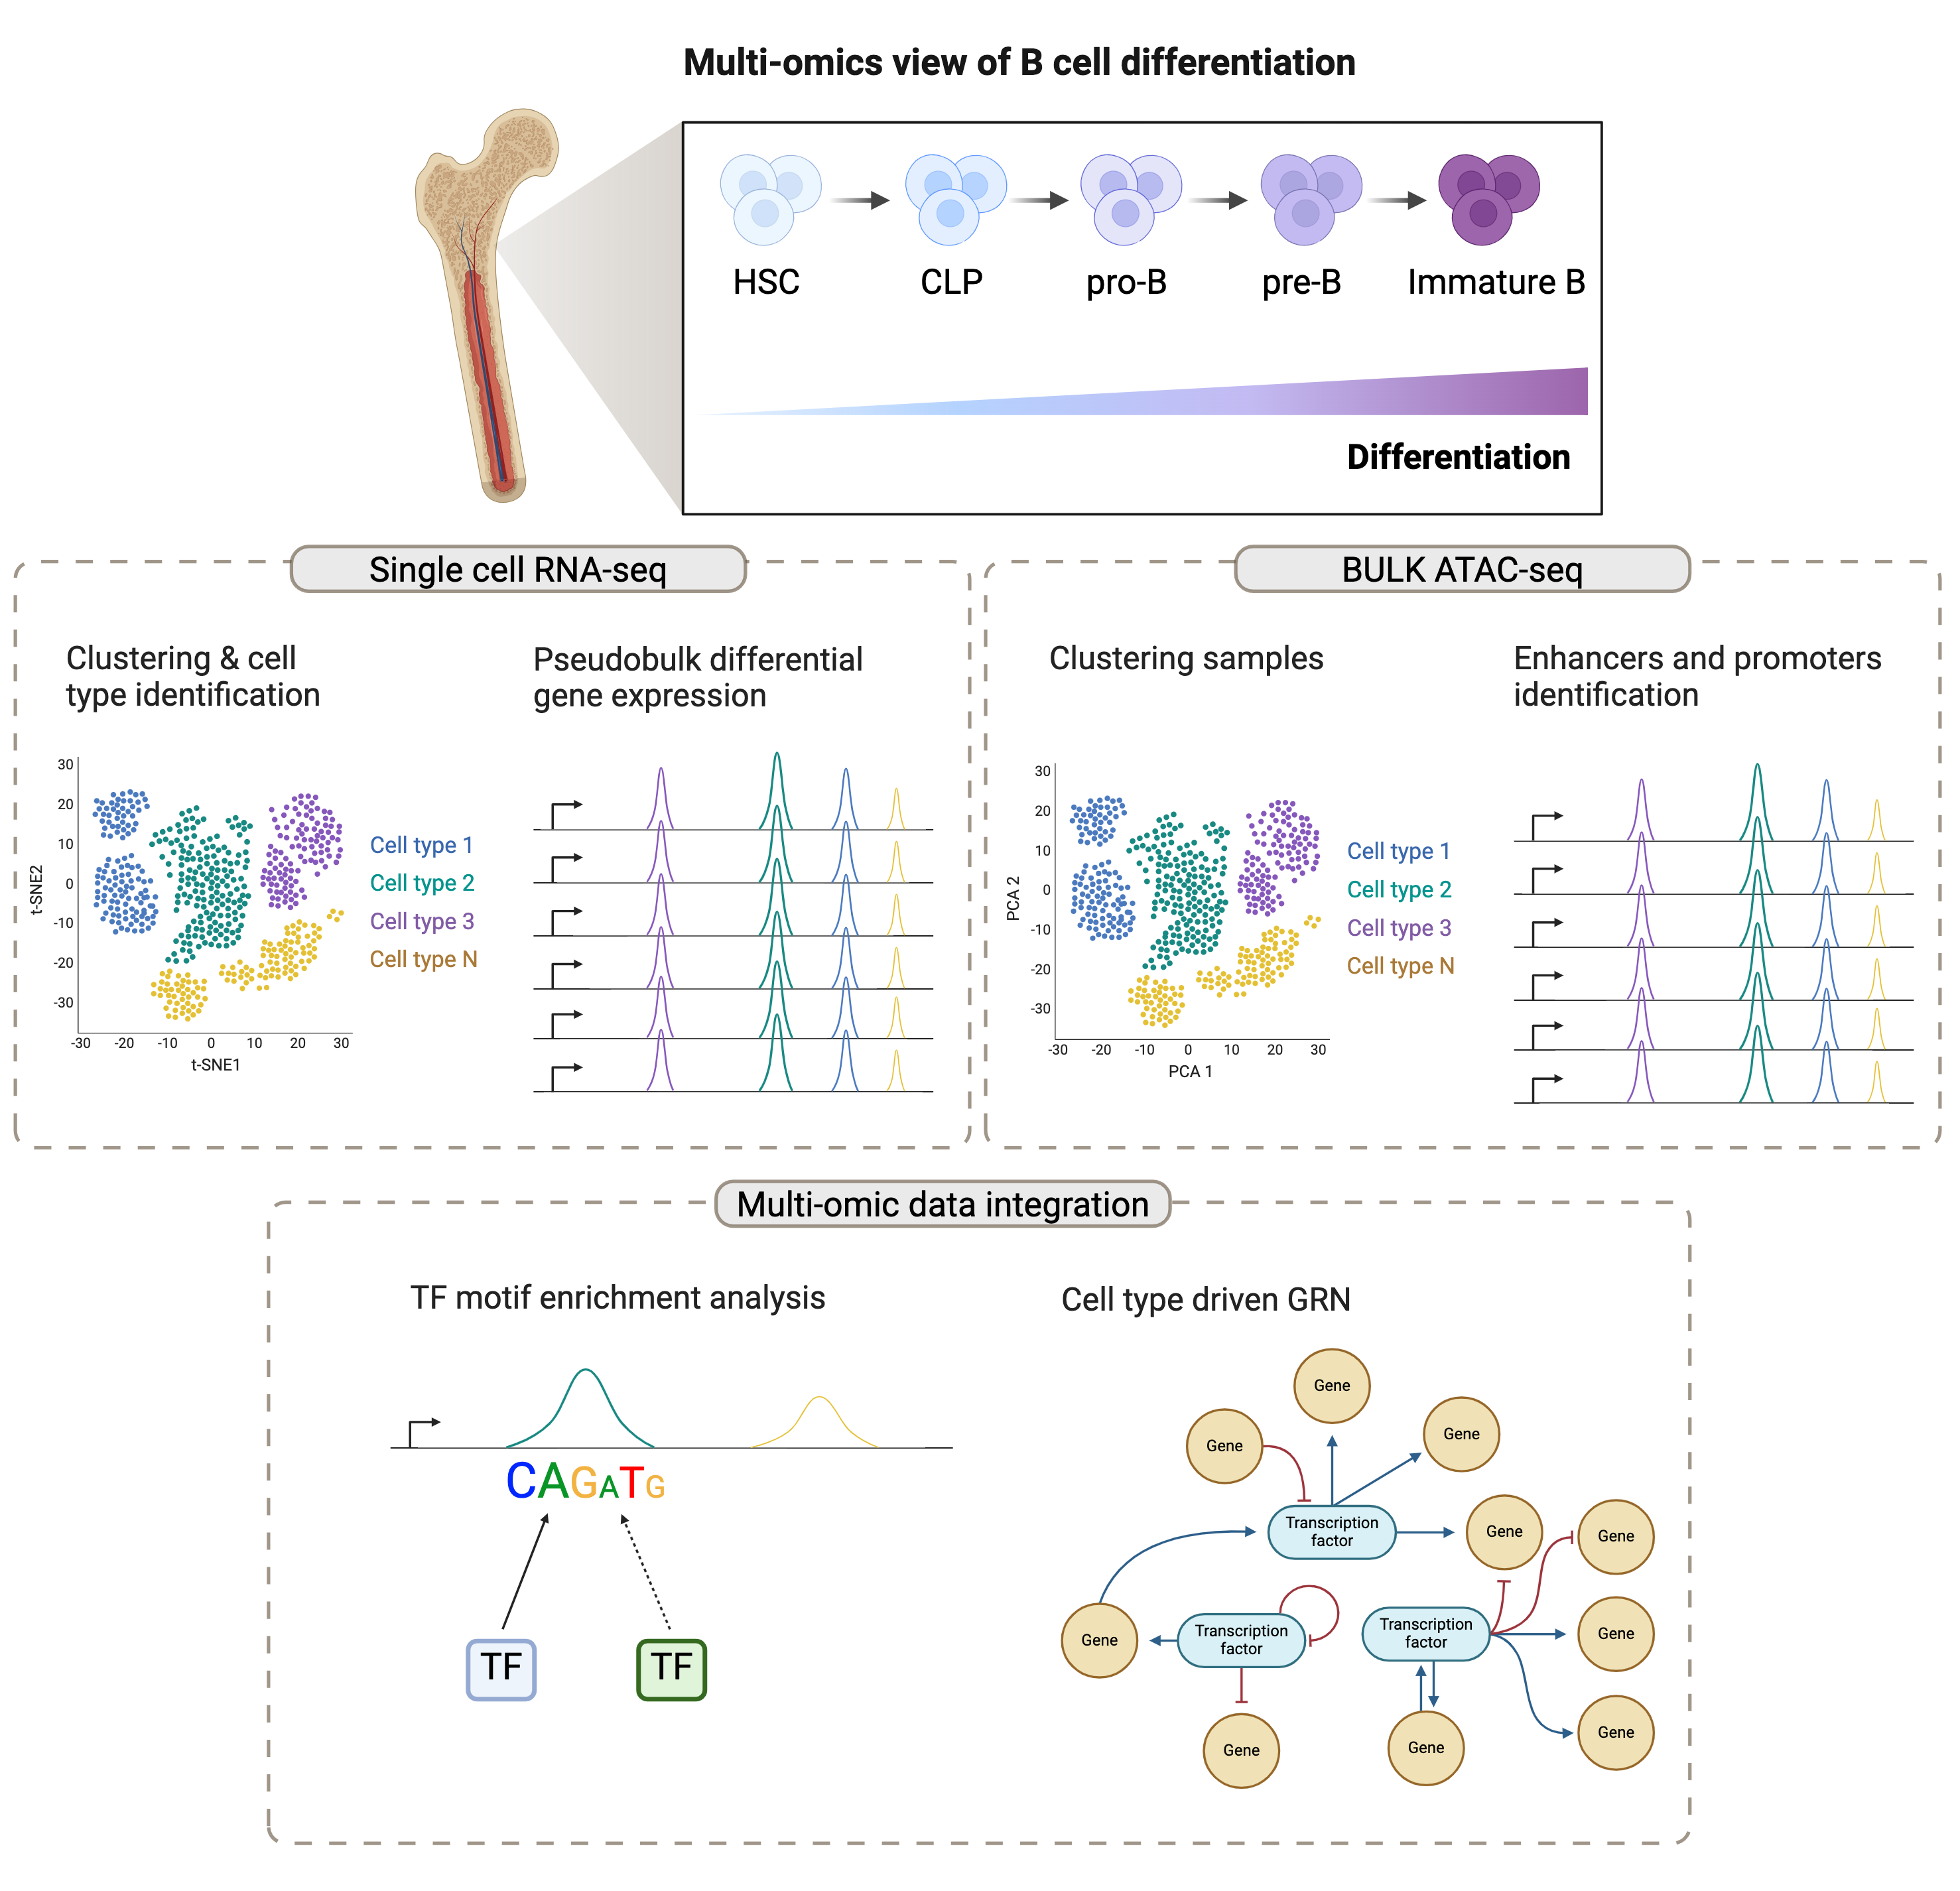 Multi-omics view of B cell differentiation
HSC
CLP
pro-B
pre-B
Immature B
Differentiation
Single cell RNA-seq
Clustering & cell
type identification
Pseudobulk differential
gene expression
30
20
10
0
-10
-20
-30
t-SNE2
-30
-20
-10
0
10
20
30
t-SNE1
Cell type 1
Cell type 2
Cell type 3
Cell type N
BULK ATAC-seq
Clustering samples
Enhancers and promoters
identification
30
20
10
0
-10
-20
-30
PCA 2
-30
-20
-10
0
10
20
30
PCA 1
Cell type 1
Cell type 2
Cell type 3
Cell type N
Multi-omic data integration
TF motif enrichment analysis
CAGATG
TF
TF
Cell type driven GRN
Gene
Gene
Gene
Transcription
factor
Gene
Gene
Gene
Transcription
factor
Transcription
factor
Gene
Gene
Gene
Gene